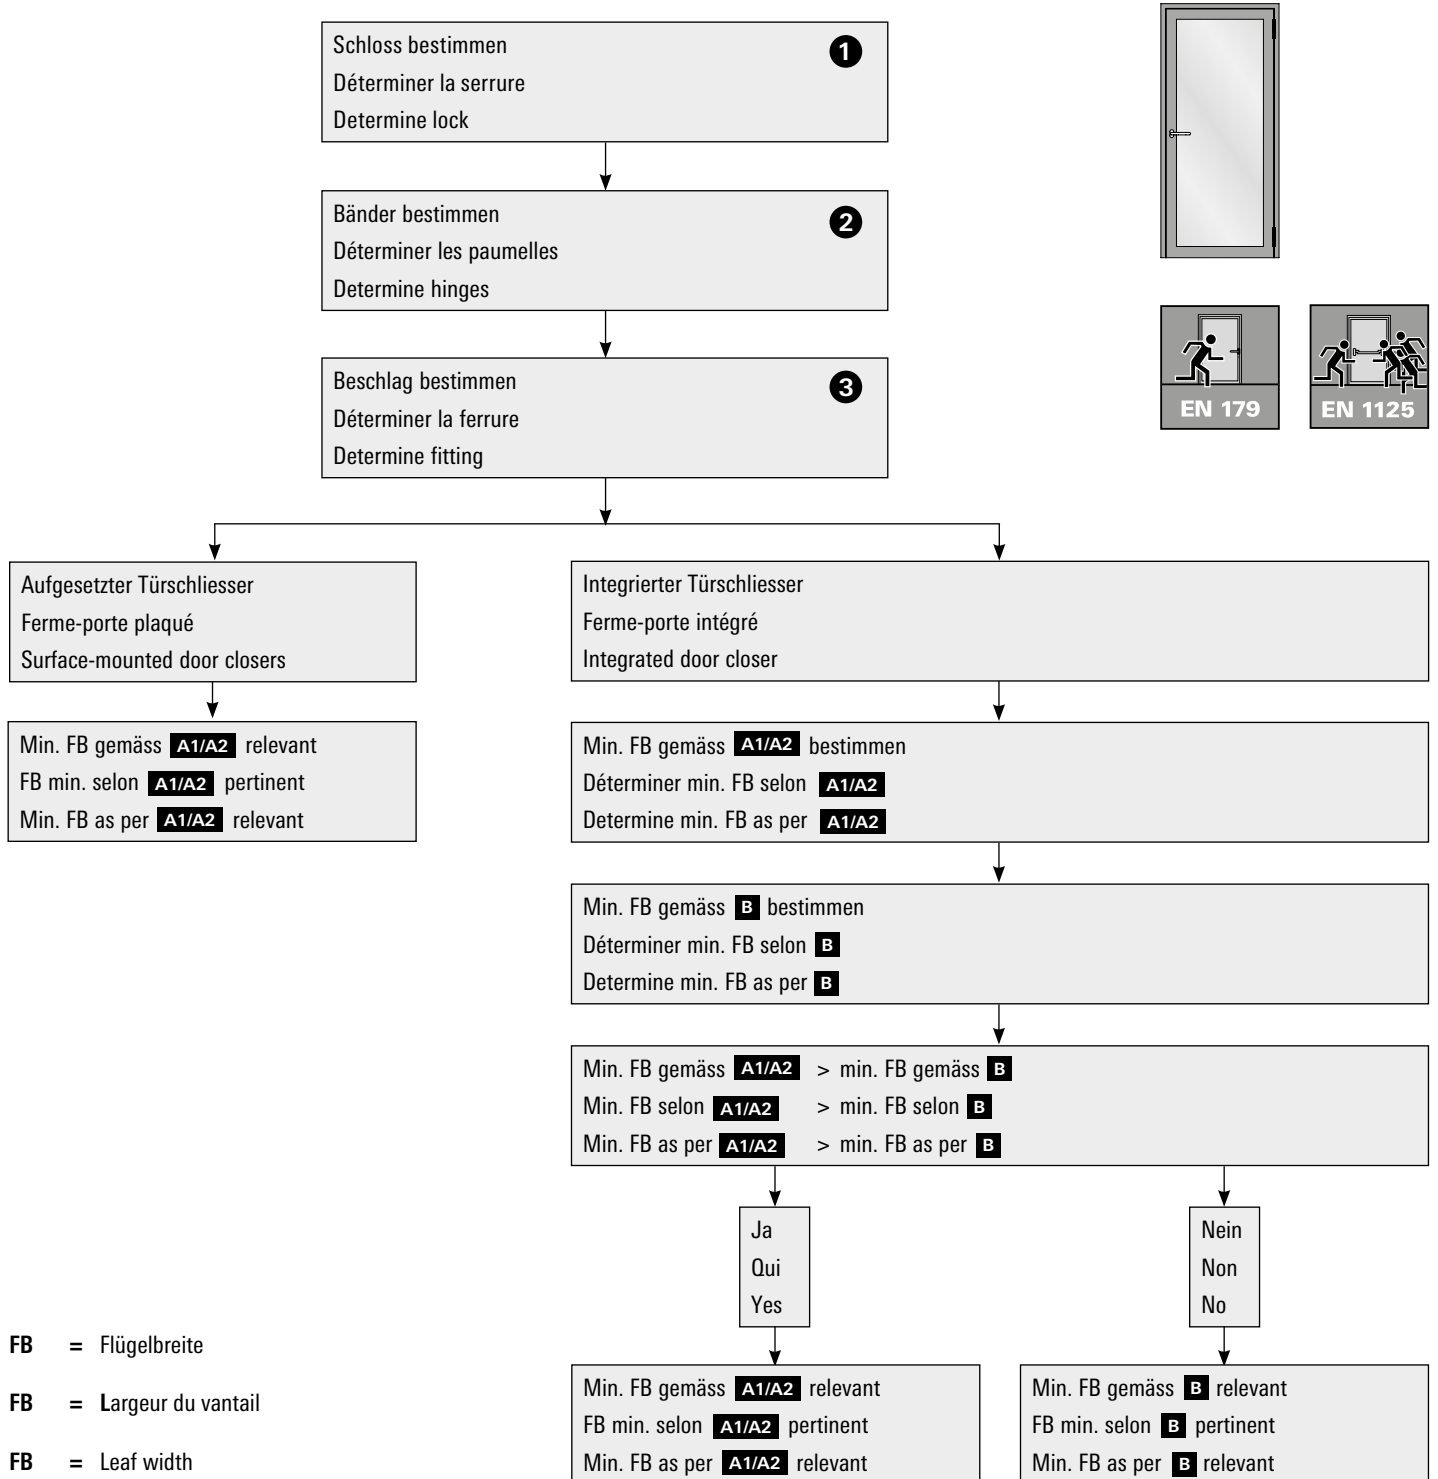 Schloss bestimmen 1
Déterminer la serrure
Determine lock
Bänder bestimmen 2
Déterminer les paumelles
Determine hinges
Beschlag bestimmen 3
Déterminer la ferrure
Determine fitting
EN 179
EN 1125
Aufgesetzter Türschliesser
Ferme-porte plaqué
Surface-mounted door closers
Integrierter Türschliesser
Ferme-porte intégré
Integrated door closer
Min. FB gemäss A1/A2 relevant
FB min. selon A1/A2 pertinent
Min. FB as per A1/A2 relevant
Min. FB gemäss A1/A2 bestimmen
Déterminer min. FB selon A1/A2
Determine min. FB as per A1/A2
Min. FB gemäss B bestimmen
Déterminer min. FB selon B
Determine min. FB as per B
Min. FB gemäss A1/A2 > min. FB gemäss B
Min. FB selon A1/A2 > min. FB selon B
Min. FB as per A1/A2 > min. FB as per B
Ja
Qui
Yes
Nein
Non
No
FB = Flügelbreite
FB = Largeur du vantail
FB = Leaf width
Min. FB gemäss A1/A2 relevant
FB min. selon A1/A2 pertinent
Min. FB as per A1/A2 relevant
Min. FB gemäss B relevant
FB min. selon B pertinent
Min. FB as per B relevant